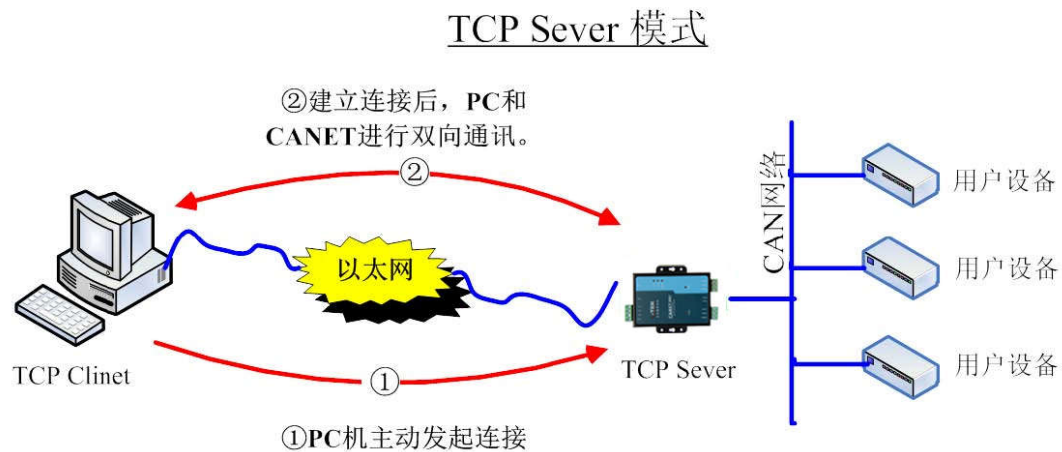 TCP Sever 模式
②建立连接后，PC和
CANET进行双向通讯。
②
CAN网络
用户设备
以太网
用户设备
TCP Clinet
TCP Sever
用户设备
①
①PC机主动发起连接